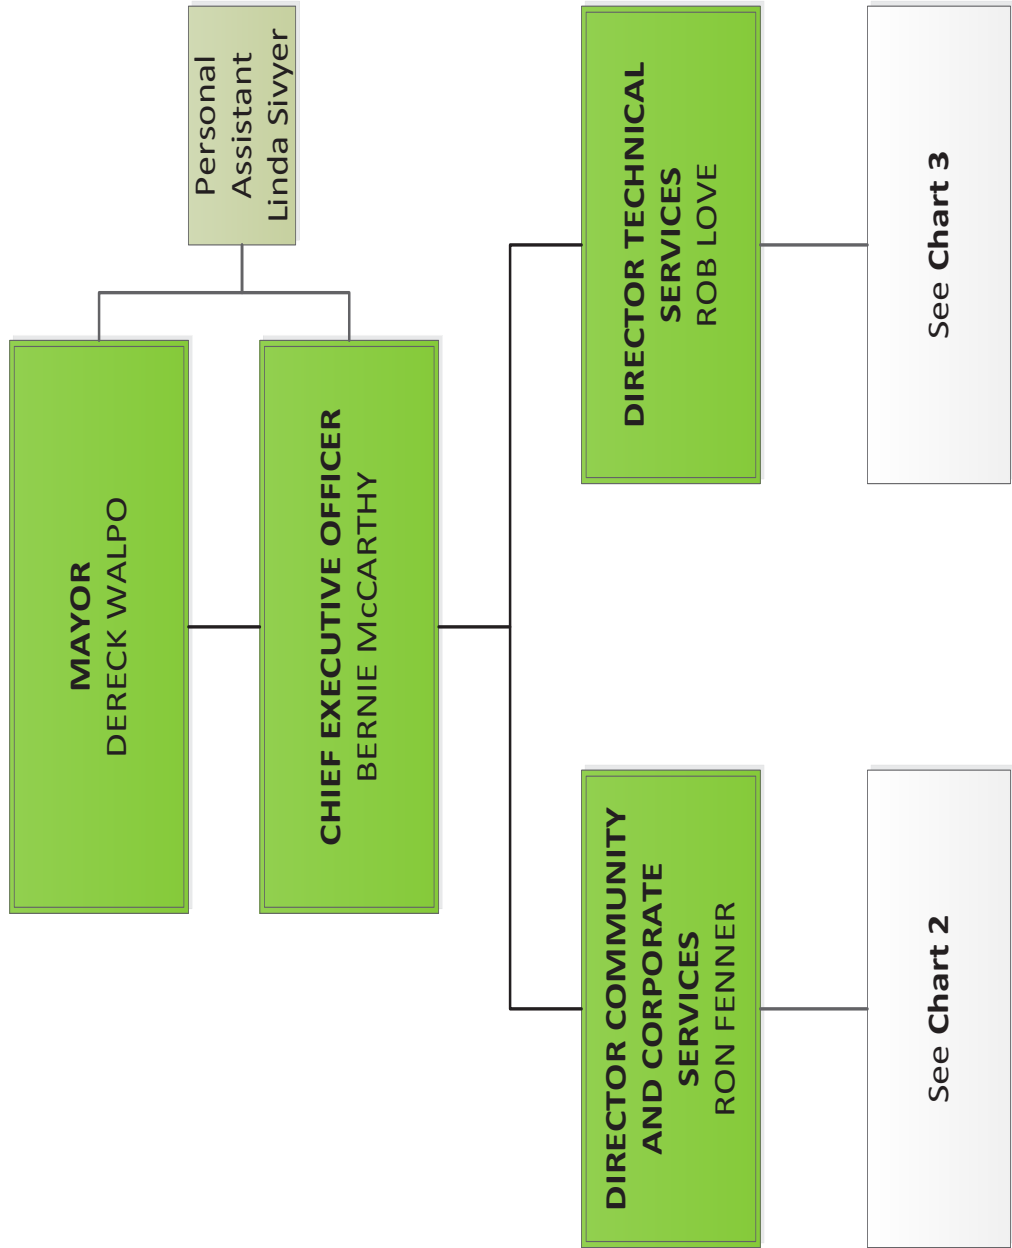 MAYOR
DERECK WALPO
Personal
Assistant
Linda Sivyer
CHIEF EXECUTIVE OFFICER
BERNIE McCARTHY
DIRECTOR COMMUNITY
AND CORPORATE
SERVICES
RON FENNER
DIRECTOR TECHNICAL
SERVICES
ROB LOVE
See Chart 2
See Chart 3